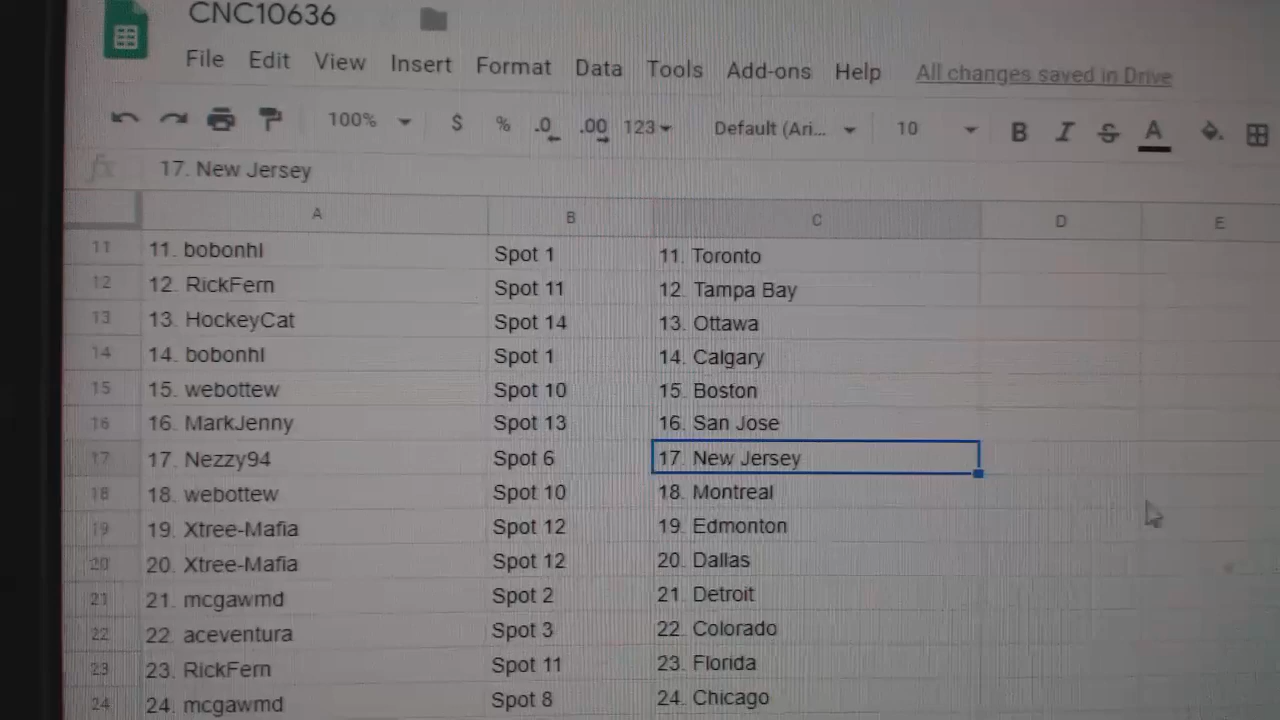 CNC10636
File Edit View Insert Format Data Tools Add-ons Help All changes saved in Drive
100% $ % .0 .00 123 Default (Ari... 10 B I S A
fx 17. New Jersey
A B C D E
11 11. bobonhl Spot 1 11. Toronto
12 12. RickFern Spot 11 12. Tampa Bay
13 13. HockeyCat Spot 14 13. Ottawa
14 14. bobonhl Spot 1 14. Calgary
15 15. webottew Spot 10 15. Boston
16 16. MarkJenny Spot 13 16. San Jose
17 17. Nezzy94 Spot 6 17. New Jersey
18 18. webottew Spot 10 18. Montreal
19 19. Xtree-Mafia Spot 12 19. Edmonton
20 20. Xtree-Mafia Spot 12 20. Dallas
21 21. mcgawmd Spot 2 21. Detroit
22 22. aceventura Spot 3 22. Colorado
23 23. RickFern Spot 11 23. Florida
24 24. mcgawmd Spot 8 24. Chicago